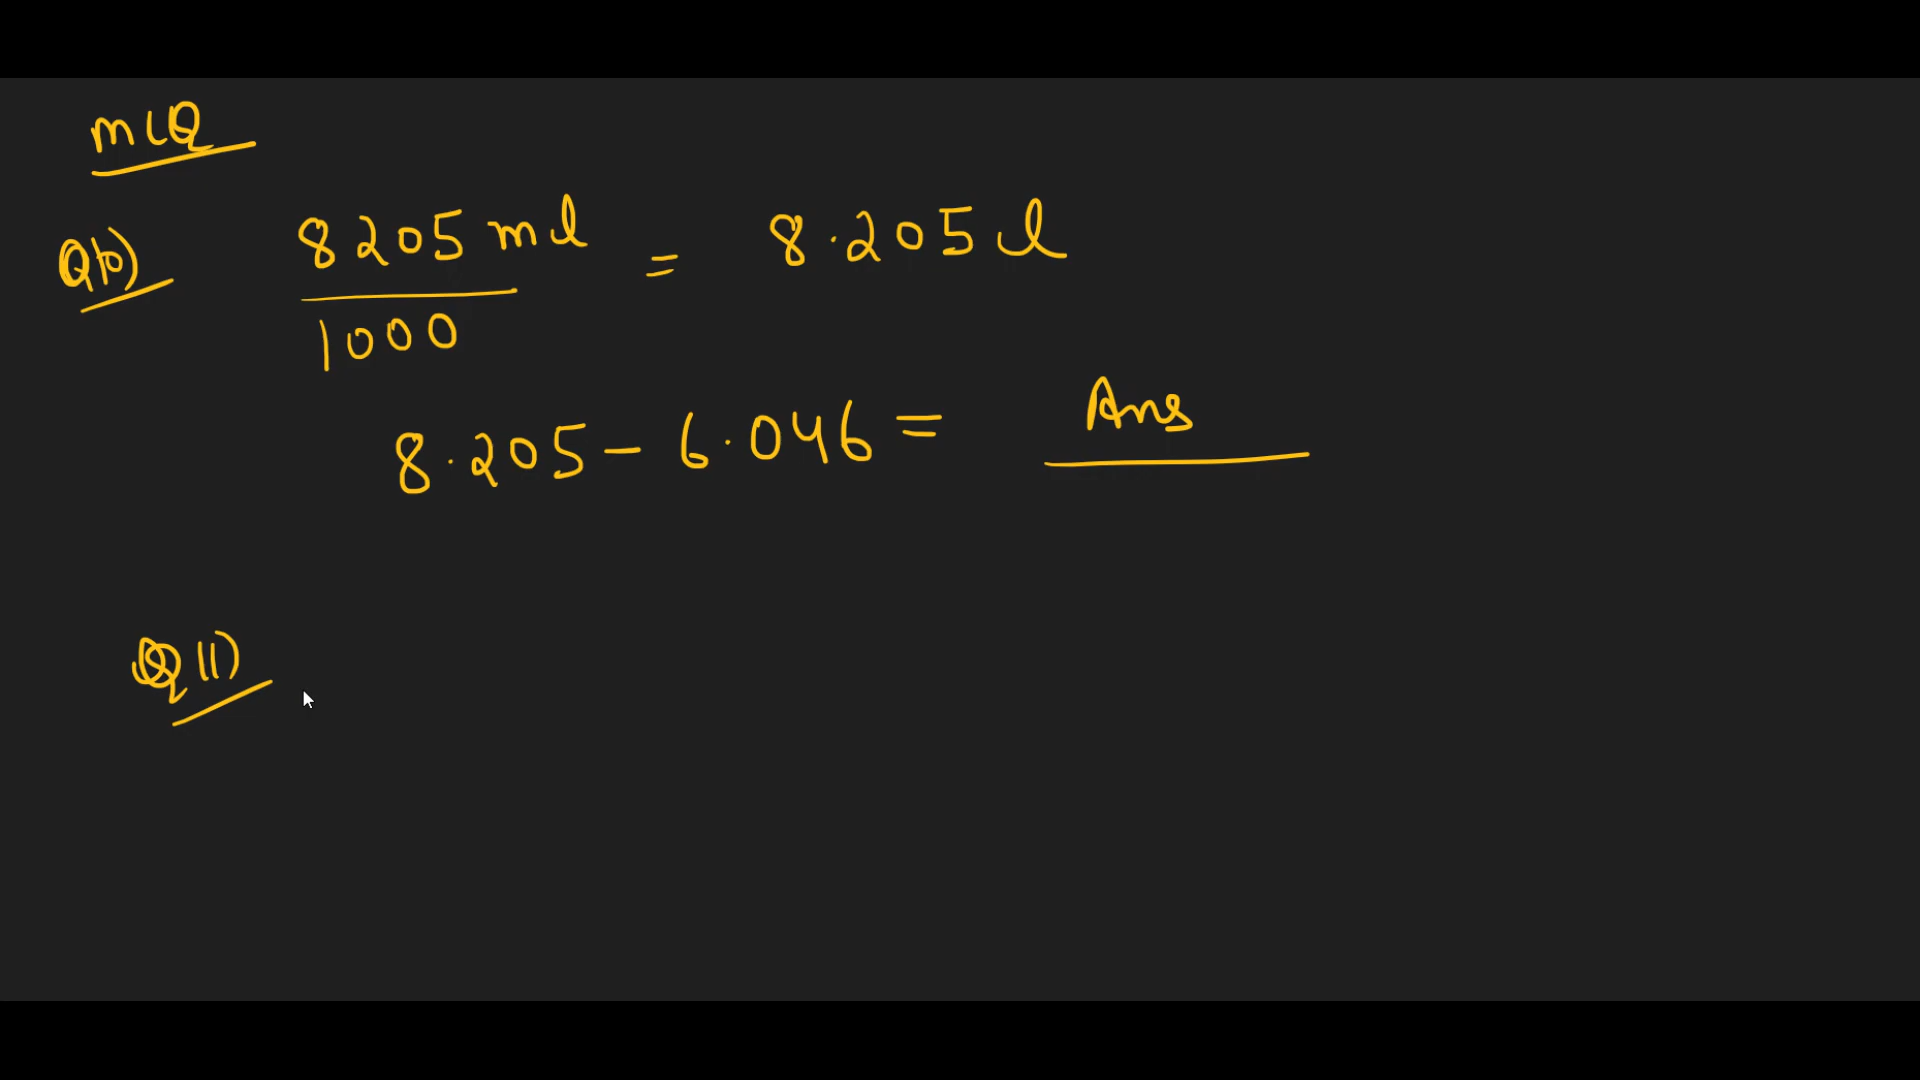 MCQ
Q10) 8205 ml = 8.205 l
1000
8.205 - 6.046 = Ans
Q11)